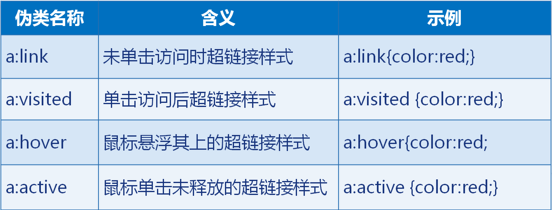 伪类名称 含义 示例
a:link 未单击访问时超链接样式 a:link{color:red;}
a:visited 单击访问后超链接样式 a:visited {color:red;}
a:hover 鼠标悬浮其上的超链接样式 a:hover{color:red;
a:active 鼠标单击未释放的超链接样式 a:active {color:red;}